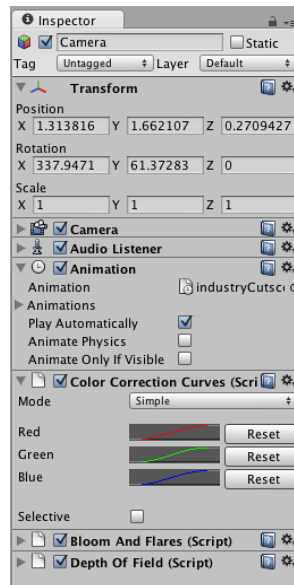 Inspector
Camera Static
Tag Untagged Layer Default
Transform
Position
X 1.313816 Y 1.662107 Z 0.2709427
Rotation
X 337.9471 Y 61.37283 Z 0
Scale
X 1 Y 1 Z 1
Camera
Audio Listener
Animation
Animation industryCutsc
Animations
Play Automatically
Animate Physics
Animate Only If Visible
Color Correction Curves (Scri
Mode Simple
Red Reset
Green Reset
Blue Reset
Selective
Bloom And Flares (Script)
Depth Of Field (Script)